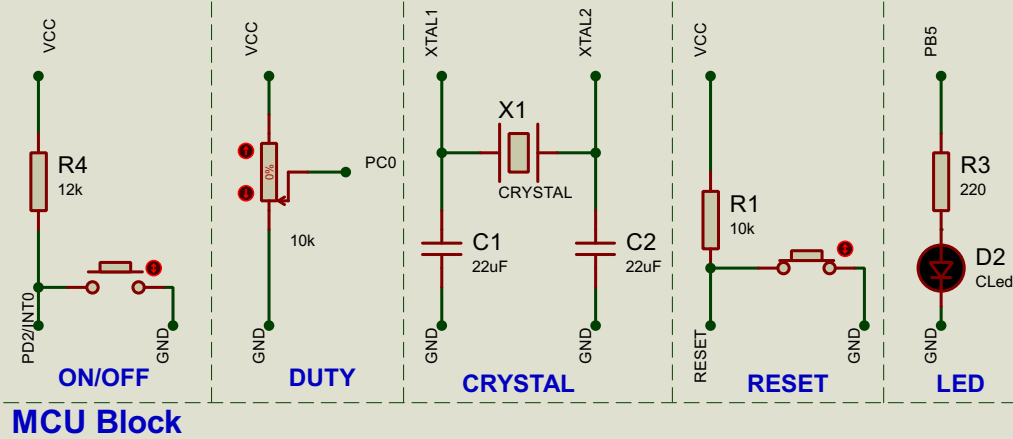 VCC
R4
12k
PD2/INT0
GND
ON/OFF
VCC
0%
PC0
10k
GND
DUTY
XTAL1
XTAL2
X1
CRYSTAL
C1
22uF
C2
22uF
GND
GND
CRYSTAL
VCC
R1
10k
RESET
GND
RESET
PB5
R3
220
D2
CLed
GND
LED
MCU Block